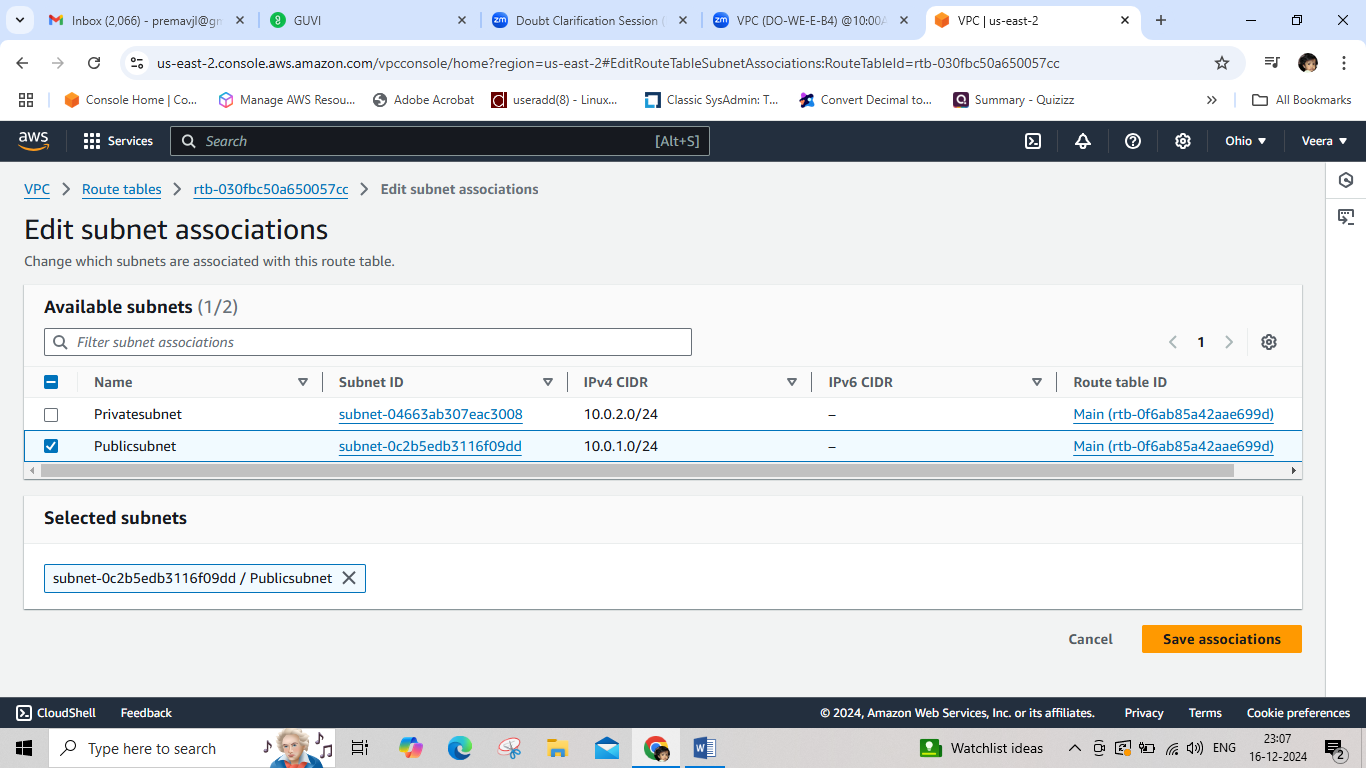 Inbox (2,066) - premavjl@gm
GUVI
Doubt Clarification Session (
VPC (DO-WE-E-B4) @10:00A
VPC | us-east-2
us-east-2.console.aws.amazon.com/vpcconsole/home?region=us-east-2#EditRouteTableSubnetAssociations:RouteTableId=rtb-030fbc50a650057cc
Console Home | Co...
Manage AWS Resou...
Adobe Acrobat
useradd(8) - Linux...
Classic SysAdmin: T...
Convert Decimal to...
Summary - Quizizz
All Bookmarks
aws
Services
Search
[Alt+S]
Ohio
Veera
VPC
Route tables
rtb-030fbc50a650057cc
Edit subnet associations
Edit subnet associations
Change which subnets are associated with this route table.
Available subnets (1/2)
Filter subnet associations
1
Name Subnet ID IPv4 CIDR IPv6 CIDR Route table ID
Privatesubnet subnet-04663ab307eac3008 10.0.2.0/24 – Main (rtb-0f6ab85a42aae699d)
Publicsubnet subnet-0c2b5edb3116f09dd 10.0.1.0/24 – Main (rtb-0f6ab85a42aae699d)
Selected subnets
subnet-0c2b5edb3116f09dd / Publicsubnet
Cancel
Save associations
CloudShell
Feedback
© 2024, Amazon Web Services, Inc. or its affiliates.
Privacy
Terms
Cookie preferences
Type here to search
Watchlist ideas
ENG
23:07
16-12-2024
2